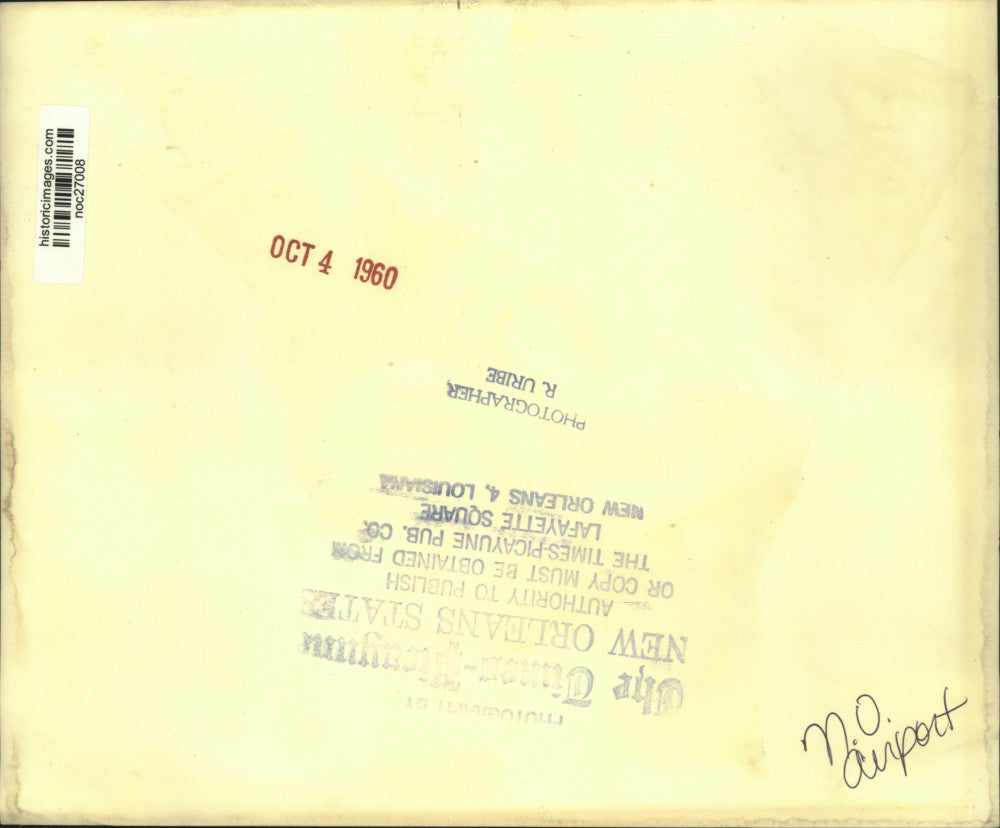 historicimages.com
noc27008
OCT 4 1960
PHOTOGRAPH BY
The Times-Picayune
NEW ORLEANS STATES
AUTHORITY TO PUBLISH
OR COPY MUST BE OBTAINED FROM
THE TIMES-PICAYUNE PUB. CO.
LAFAYETTE SQUARE
NEW ORLEANS 4, LOUISIANA
PHOTOGRAPHER
R. URIBE
N.O.
airport